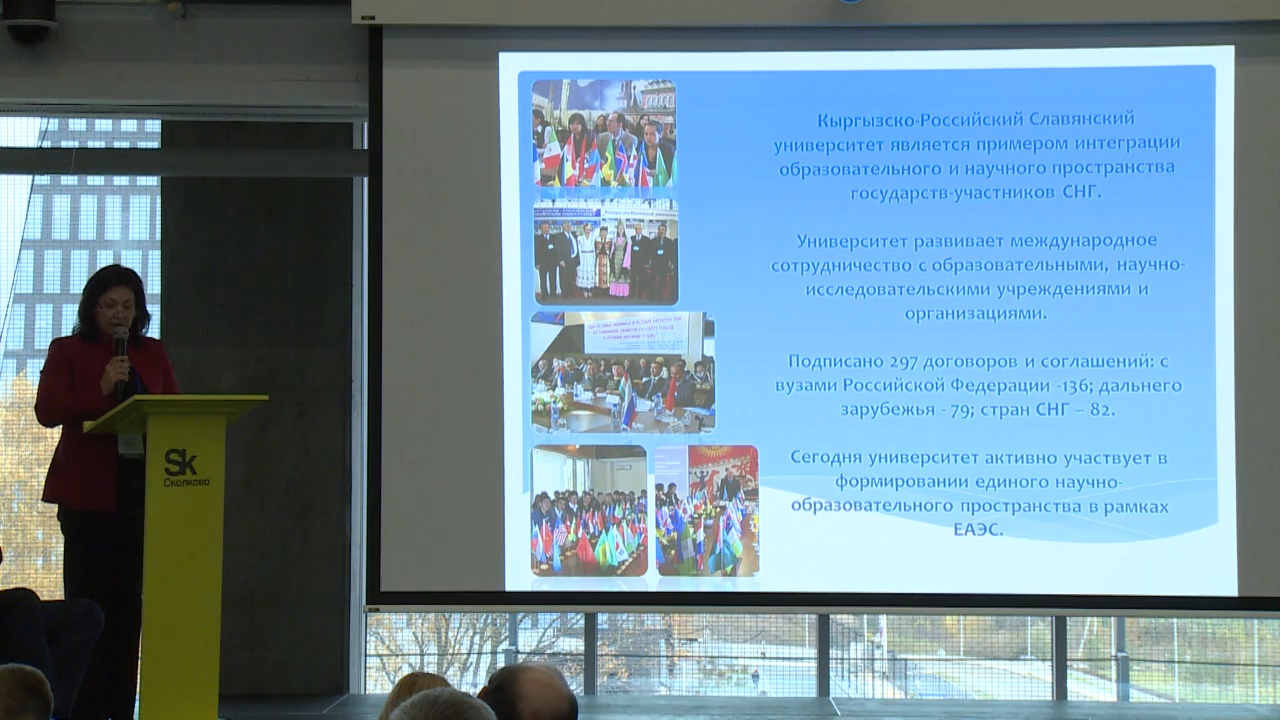 Кыргызско-Российский Славянский
университет является примером интеграции
образовательного и научного пространства
государств-участников СНГ.
Университет развивает международное
сотрудничество с образовательными, научно-
исследовательскими учреждениями и
организациями.
Подписано 297 договоров и соглашений: с
вузами Российской Федерации -136; дальнего
зарубежья - 79; стран СНГ – 82.
Сегодня университет активно участвует в
формировании единого научно-
образовательного пространства в рамках
ЕАЭС.
Sk
Сколково